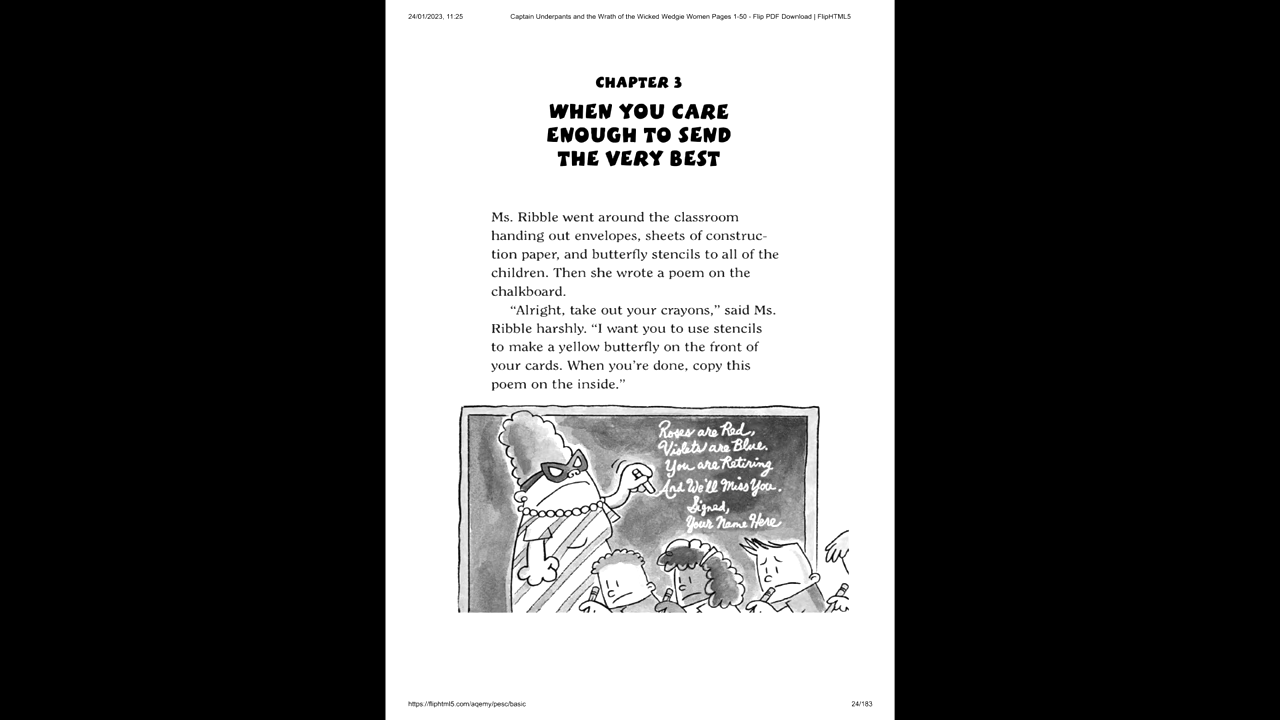 24/01/2023, 11:25 Captain Underpants and the Wrath of the Wicked Wedgie Women Pages 1-50 - Flip PDF Download | FlipHTML5
CHAPTER 3
WHEN YOU CARE
ENOUGH TO SEND
THE VERY BEST
Ms. Ribble went around the classroom
handing out envelopes, sheets of construc-
tion paper, and butterfly stencils to all of the
children. Then she wrote a poem on the
chalkboard.
“Alright, take out your crayons,” said Ms.
Ribble harshly. “I want you to use stencils
to make a yellow butterfly on the front of
your cards. When you’re done, copy this
poem on the inside.”
Roses are Red,
Violets are Blue.
You are Retiring
And We'll Miss You.
Signed,
Your Name Here
https://fliphtml5.com/aqemy/pesc/basic 24/183